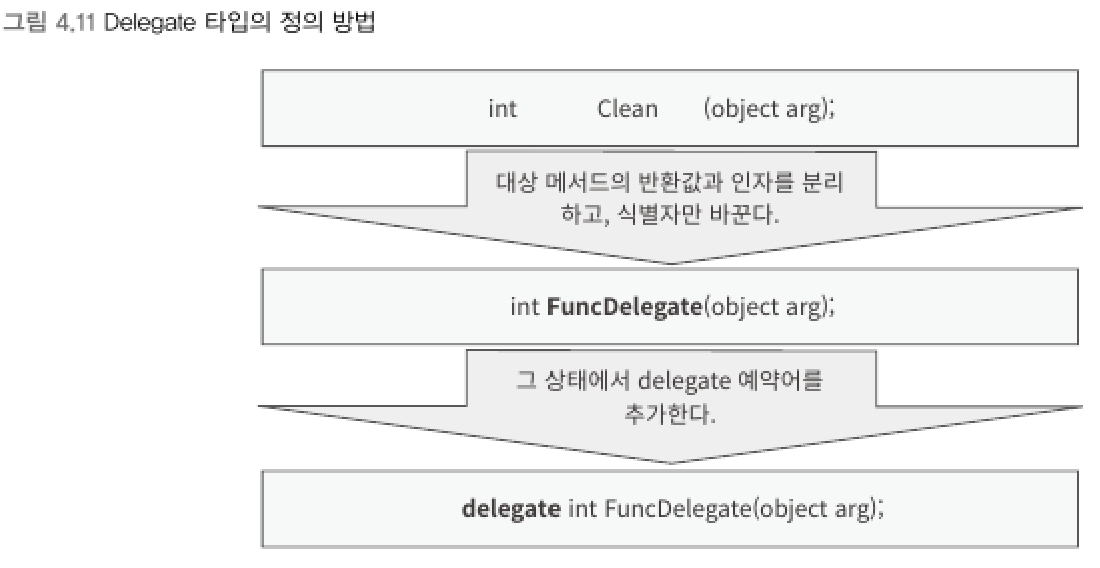 그림 4.11 Delegate 타입의 정의 방법
int Clean (object arg);
대상 메서드의 반환값과 인자를 분리
하고, 식별자만 바꾼다.
int FuncDelegate(object arg);
그 상태에서 delegate 예약어를
추가한다.
delegate int FuncDelegate(object arg);